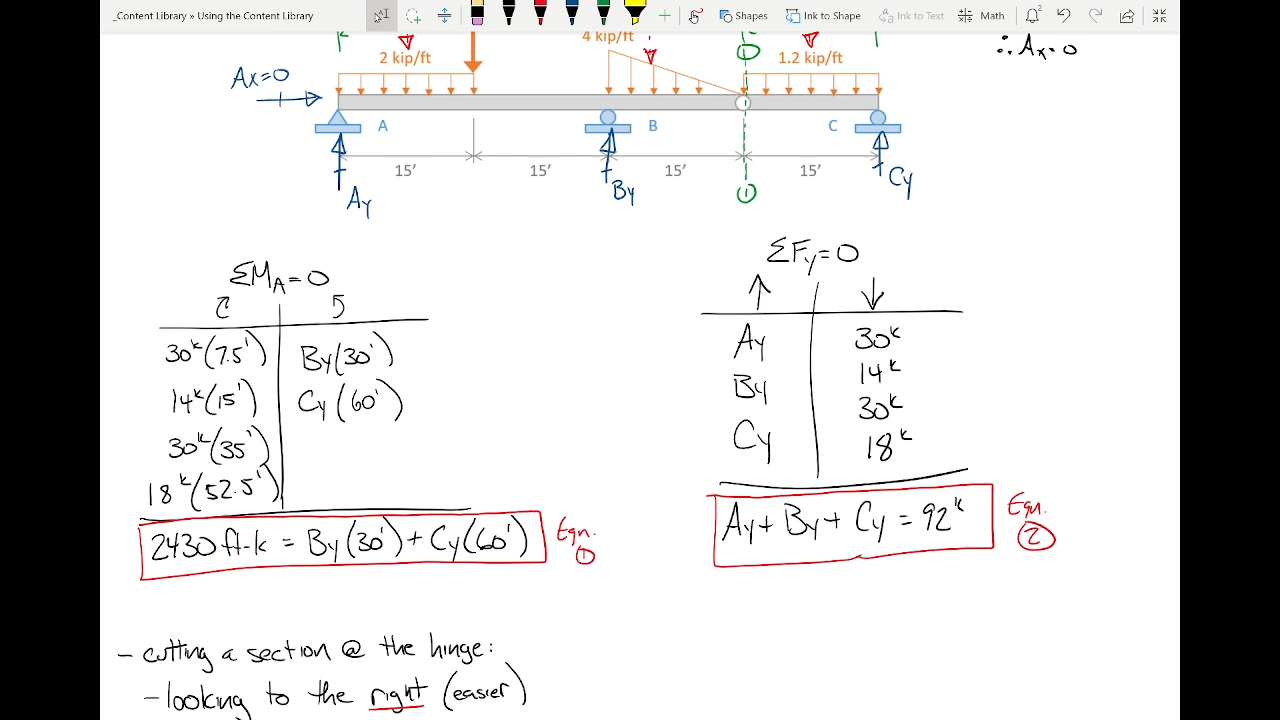 _Content Library » Using the Content Library
Shapes
Ink to Shape
Ink to Text
Math
∴ Ax=0
4 kip/ft
2 kip/ft
1.2 kip/ft
Ax=0
A
B
C
15'
15'
15'
15'
Ay
By
1
Cy
ΣMA=0
↻ ↺
30k(7.5') By(30')
14k(15') Cy(60')
30k(35')
18k(52.5')
2430 ft-k = By(30') + Cy(60')
Eqn. 1
ΣFy=0
↑ ↓
Ay 30k
By 14k
Cy 30k
18k
Ay + By + Cy = 92k
Eqn. 2
- cutting a section @ the hinge:
- looking to the right (easier)